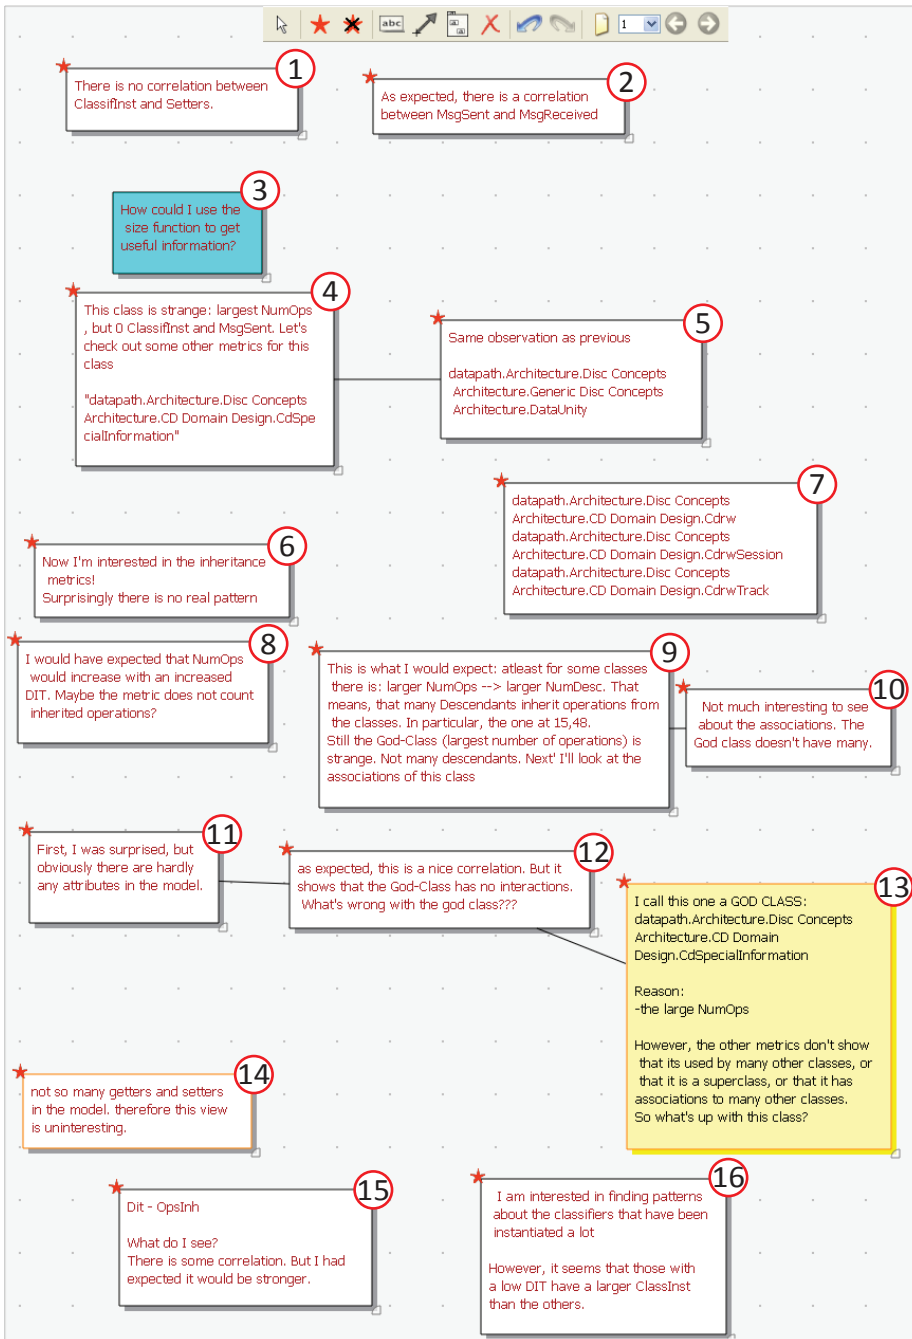 abc
1
1
There is no correlation between
ClassifInst and Setters.
2
As expected, there is a correlation
between MsgSent and MsgReceived
3
How could I use the
size function to get
useful information?
4
This class is strange: largest NumOps
, but 0 ClassifInst and MsgSent. Let's
check out some other metrics for this
class
"datapath.Architecture.Disc Concepts
Architecture.CD Domain Design.CdSpe
cialInformation"
5
Same observation as previous
datapath.Architecture.Disc Concepts
Architecture.Generic Disc Concepts
Architecture.DataUnity
7
datapath.Architecture.Disc Concepts
Architecture.CD Domain Design.Cdrw
datapath.Architecture.Disc Concepts
Architecture.CD Domain Design.CdrwSession
datapath.Architecture.Disc Concepts
Architecture.CD Domain Design.CdrwTrack
6
Now I'm interested in the inheritance
metrics!
Surprisingly there is no real pattern
8
I would have expected that NumOps
would increase with an increased
DIT. Maybe the metric does not count
inherited operations?
9
This is what I would expect: atleast for some classes
there is: larger NumOps --> larger NumDesc. That
means, that many Descendants inherit operations from
the classes. In particular, the one at 15,48.
Still the God-Class (largest number of operations) is
strange. Not many descendants. Next' I'll look at the
associations of this class
10
Not much interesting to see
about the associations. The
God class doesn't have many.
11
First, I was surprised, but
obviously there are hardly
any attributes in the model.
12
as expected, this is a nice correlation. But it
shows that the God-Class has no interactions.
What's wrong with the god class???
13
I call this one a GOD CLASS:
datapath.Architecture.Disc Concepts
Architecture.CD Domain
Design.CdSpecialInformation
Reason:
-the large NumOps
However, the other metrics don't show
that its used by many other classes, or
that it is a superclass, or that it has
associations to many other classes.
So what's up with this class?
14
not so many getters and setters
in the model. therefore this view
is uninteresting.
15
Dit - OpsInh
What do I see?
There is some correlation. But I had
expected it would be stronger.
16
I am interested in finding patterns
about the classifiers that have been
instantiated a lot
However, it seems that those with
a low DIT have a larger ClassInst
than the others.